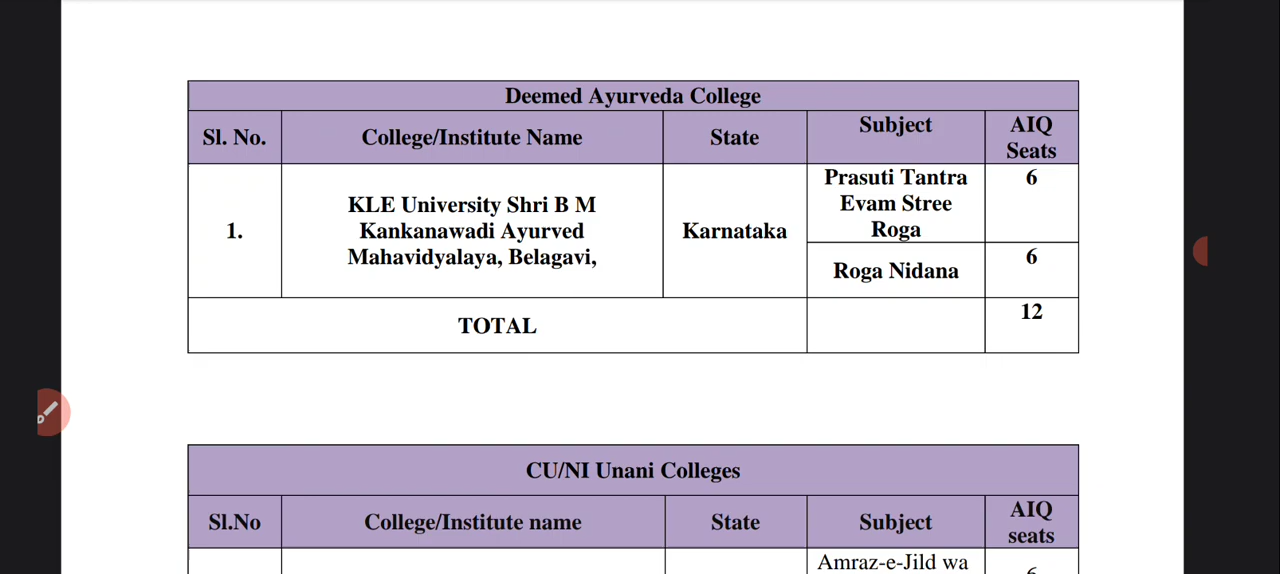 Deemed Ayurveda College
Sl. No.
College/Institute Name
State
Subject
AIQ
Seats
1.
KLE University Shri B M
Kankanawadi Ayurved
Mahavidyalaya, Belagavi,
Karnataka
Prasuti Tantra
Evam Stree
Roga
6
Roga Nidana
6
TOTAL
12
CU/NI Unani Colleges
Sl.No
College/Institute name
State
Subject
AIQ
seats
Amraz-e-Jild wa
6